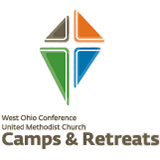 West Ohio Conference
United Methodist Church
Camps & Retreats